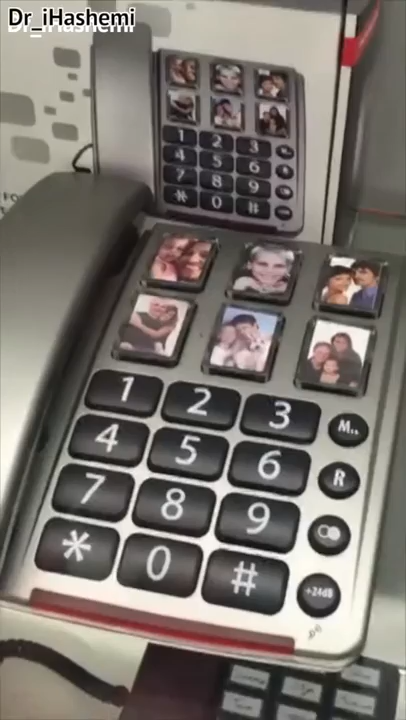 Dr_iHashemi
Dr_iHashemi
1 2 3
4 5 6
7 8 9
* 0 #
1 2 3 M..
4 5 6 R
7 8 9
* 0 # +24dB